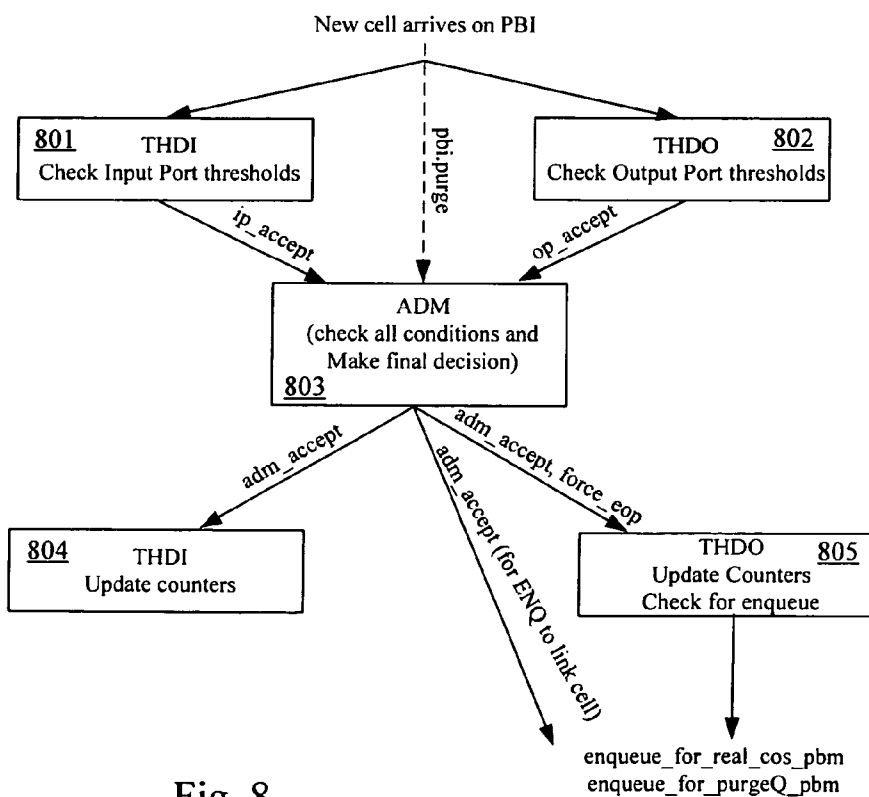 New cell arrives on PBI
801
THDI
Check Input Port thresholds
pbi.purge
802
THDO
Check Output Port thresholds
ip_accept
op_accept
ADM
(check all conditions and
Make final decision)
803
adm_accept
adm_accept (for ENQ to link cell)
adm_accept, force_eop
804
THDI
Update counters
THDO
805
Update Counters
Check for enqueue
enqueue_for_real_cos_pbm
enqueue_for_purgeQ_pbm
Fig. 8